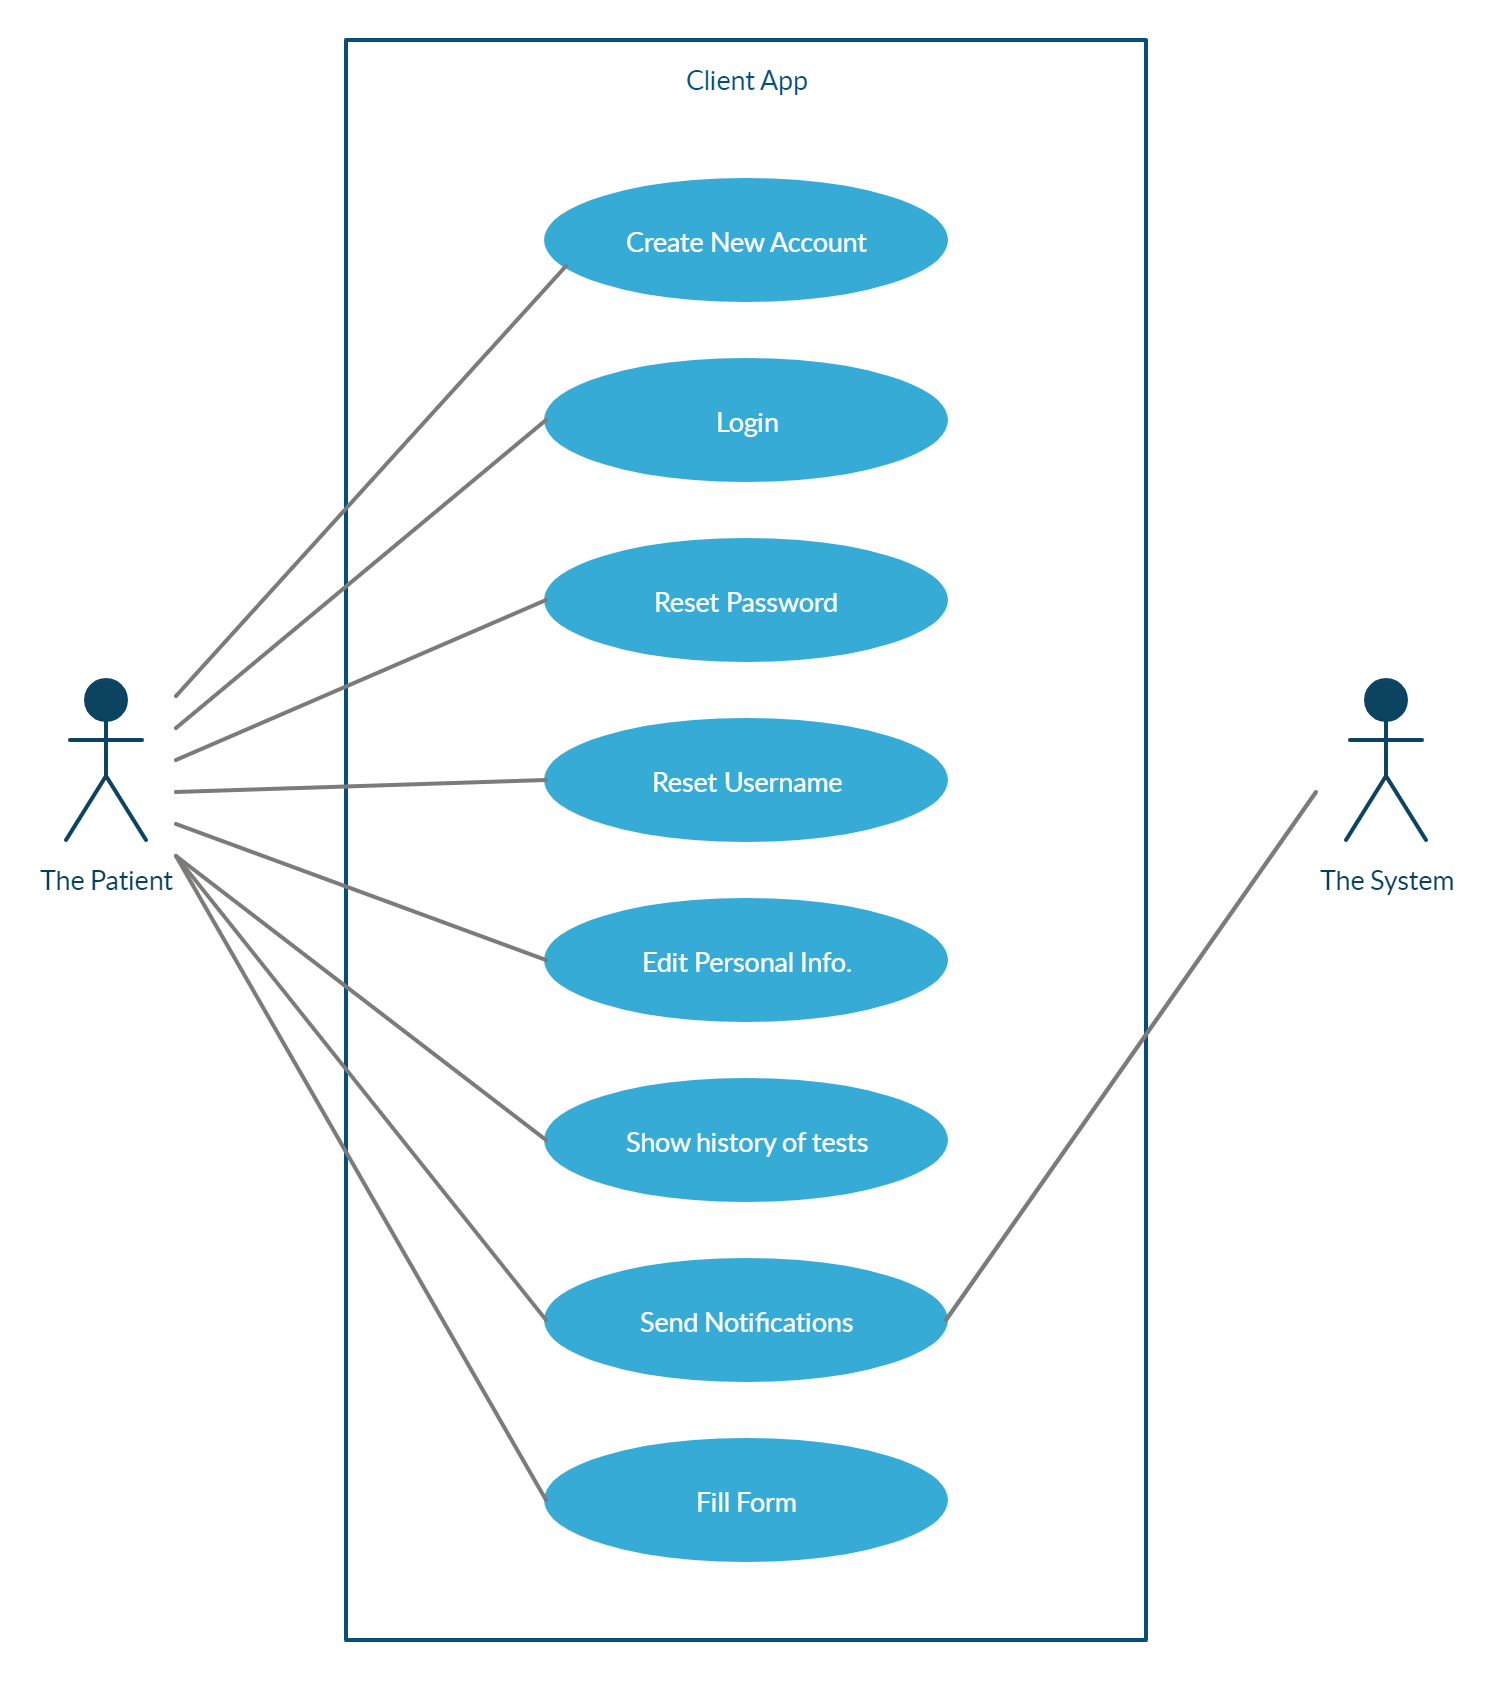 Client App
Create New Account
Login
Reset Password
Reset Username
The Patient
The System
Edit Personal Info.
Show history of tests
Send Notifications
Fill Form